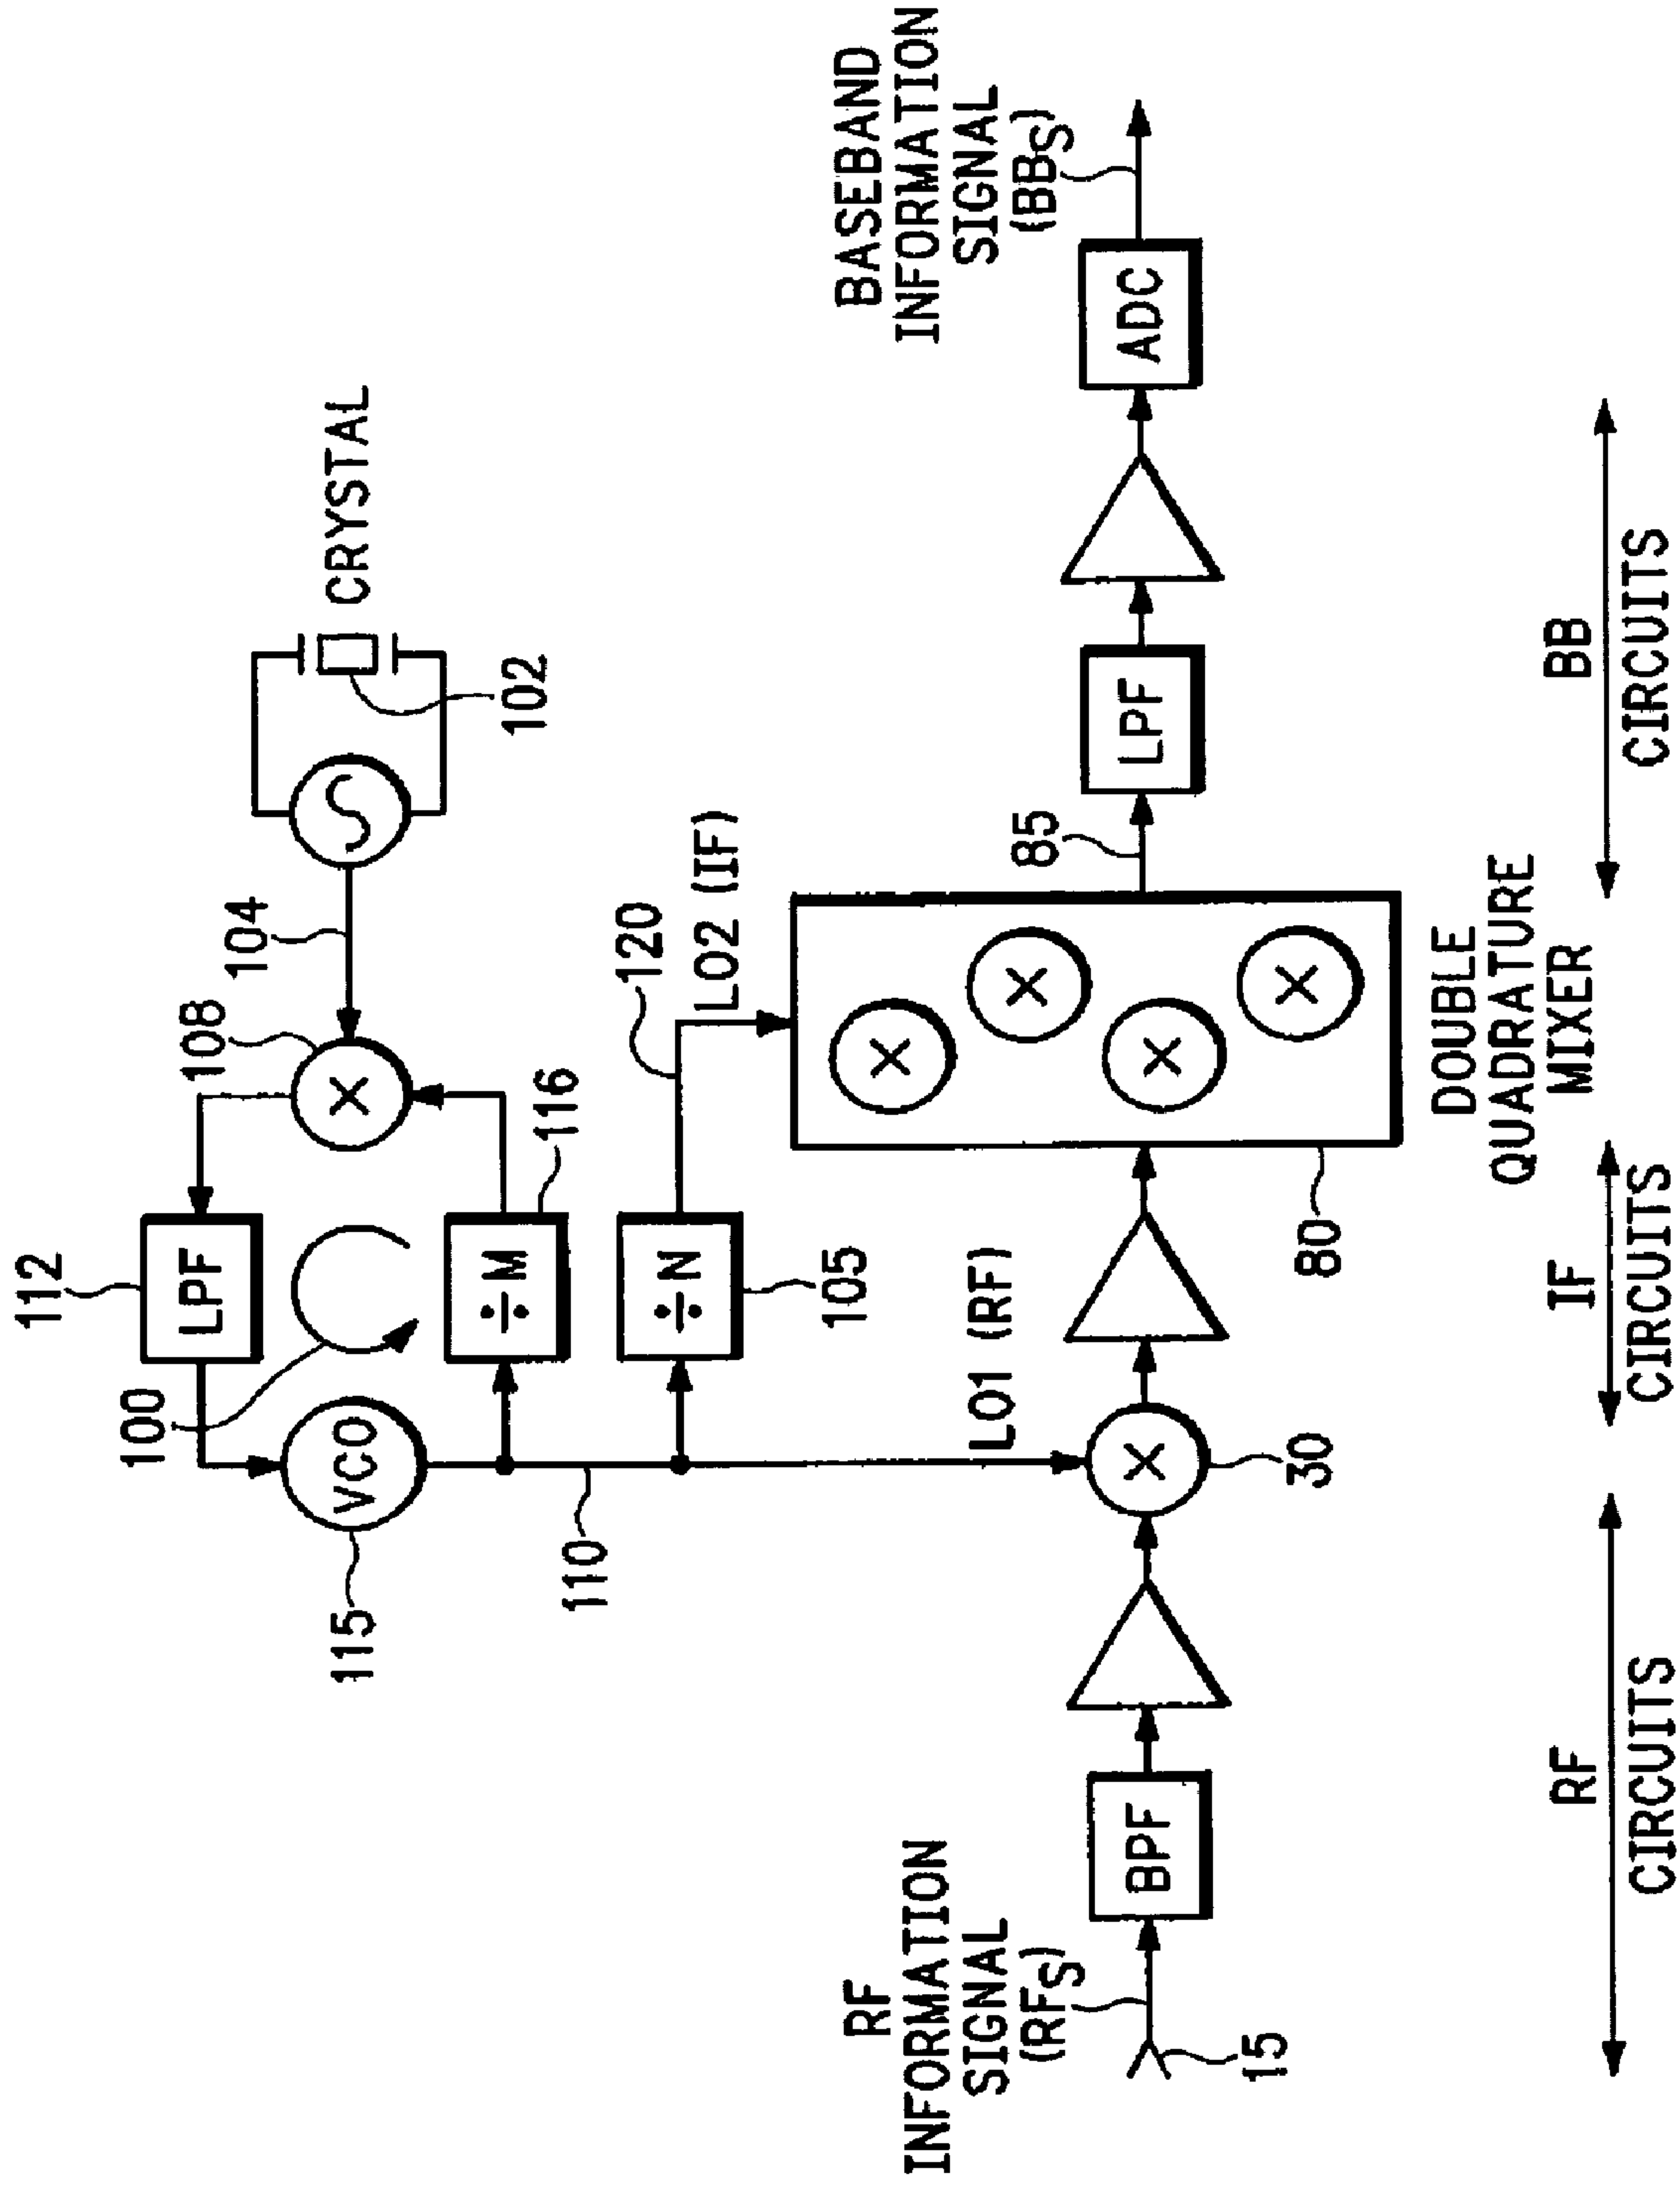 112
LPF
100
VCO
115
108
104
CRYSTAL
102
÷M
116
110
÷N
105
120
LO2 (IF)
LO1 (RF)
RF
INFORMATION
SIGNAL
(RFS)
15
BPF
30
80
85
LPF
ADC
BASEBAND
INFORMATION
SIGNAL
(BBS)
DOUBLE
QUADRATURE
MIXER
RF
CIRCUITS
IF
CIRCUITS
BB
CIRCUITS